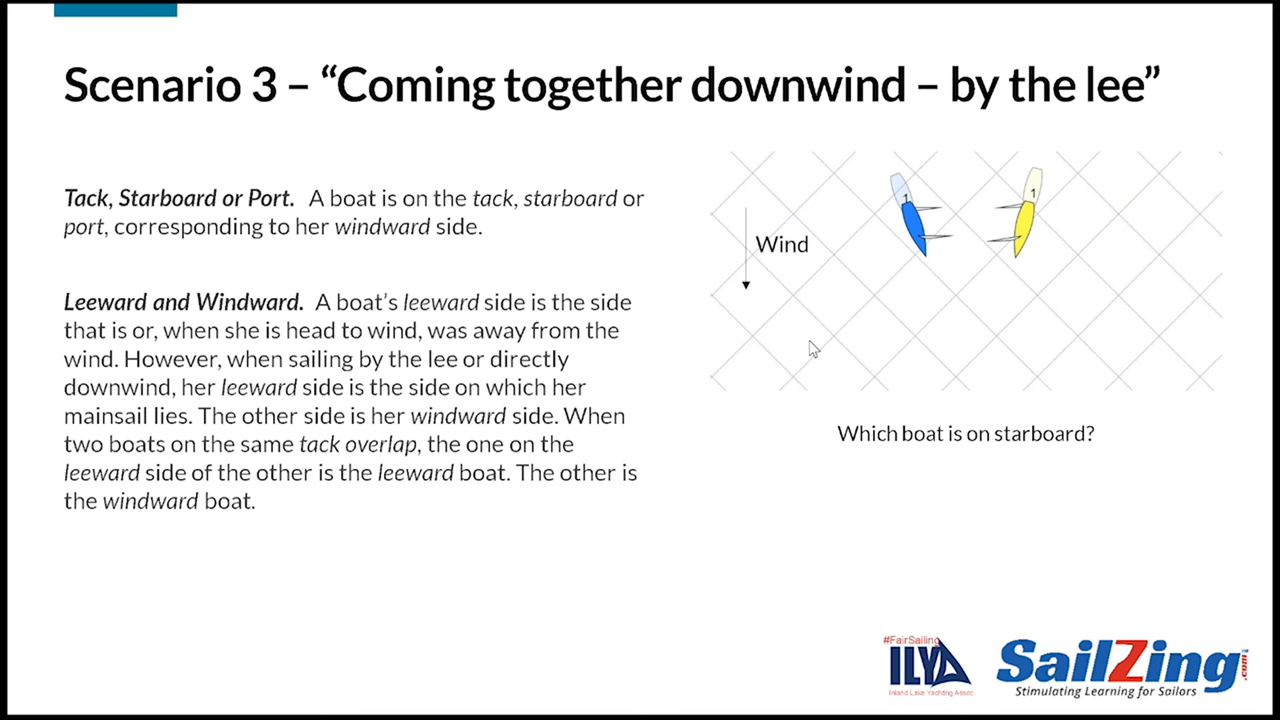 Scenario 3 – “Coming together downwind – by the lee”
Tack, Starboard or Port. A boat is on the tack, starboard or
port, corresponding to her windward side.
Leeward and Windward. A boat’s leeward side is the side
that is or, when she is head to wind, was away from the
wind. However, when sailing by the lee or directly
downwind, her leeward side is the side on which her
mainsail lies. The other side is her windward side. When
two boats on the same tack overlap, the one on the
leeward side of the other is the leeward boat. The other is
the windward boat.
1
1
Wind
Which boat is on starboard?
#FairSailing
ILYA
Inland Lake Yachting Assoc
SailZing.com™
Stimulating Learning for Sailors